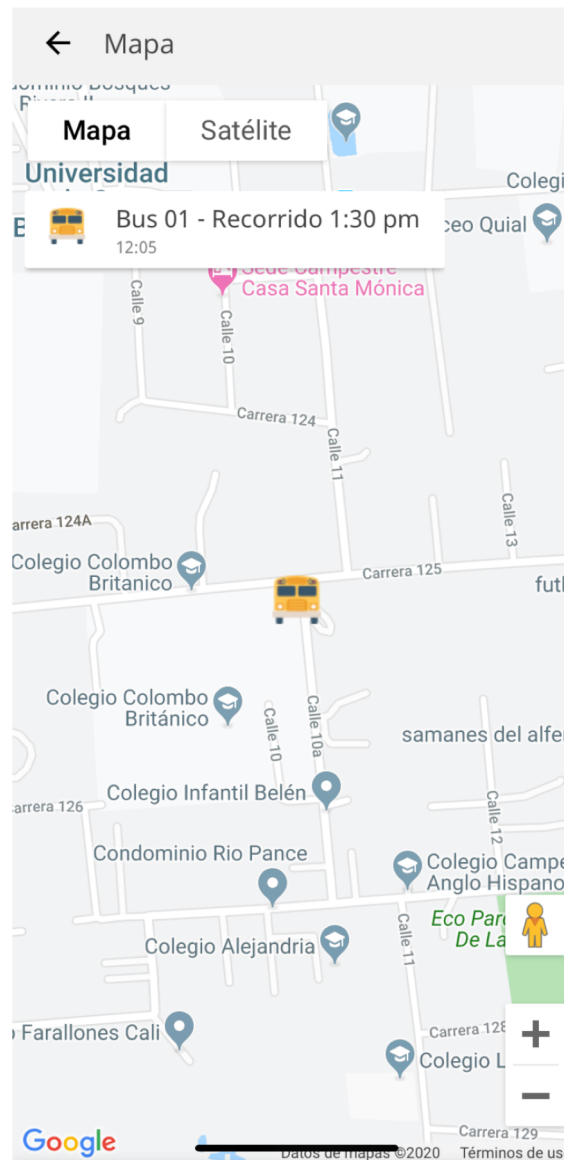 Mapa
Mapa
Satélite
Universidad
Colegi
Bus 01 - Recorrido 1:30 pm
12:05
ceo Quial
Sede Campestre
Casa Santa Mónica
Calle 9
Calle 10
Carrera 124
Calle 11
Calle 13
arrera 124A
Colegio Colombo
Britanico
Carrera 125
futl
Colegio Colombo
Británico
Calle 10
Calle 10a
samanes del alfe
Colegio Infantil Belén
arrera 126
Calle 12
Condominio Rio Pance
Colegio Campe
Anglo Hispano
Eco Parq
De La
Calle 11
Colegio Alejandria
Farallones Cali
Carrera 128
Colegio L
Carrera 129
Google
Datos de mapas ©2020
Términos de us